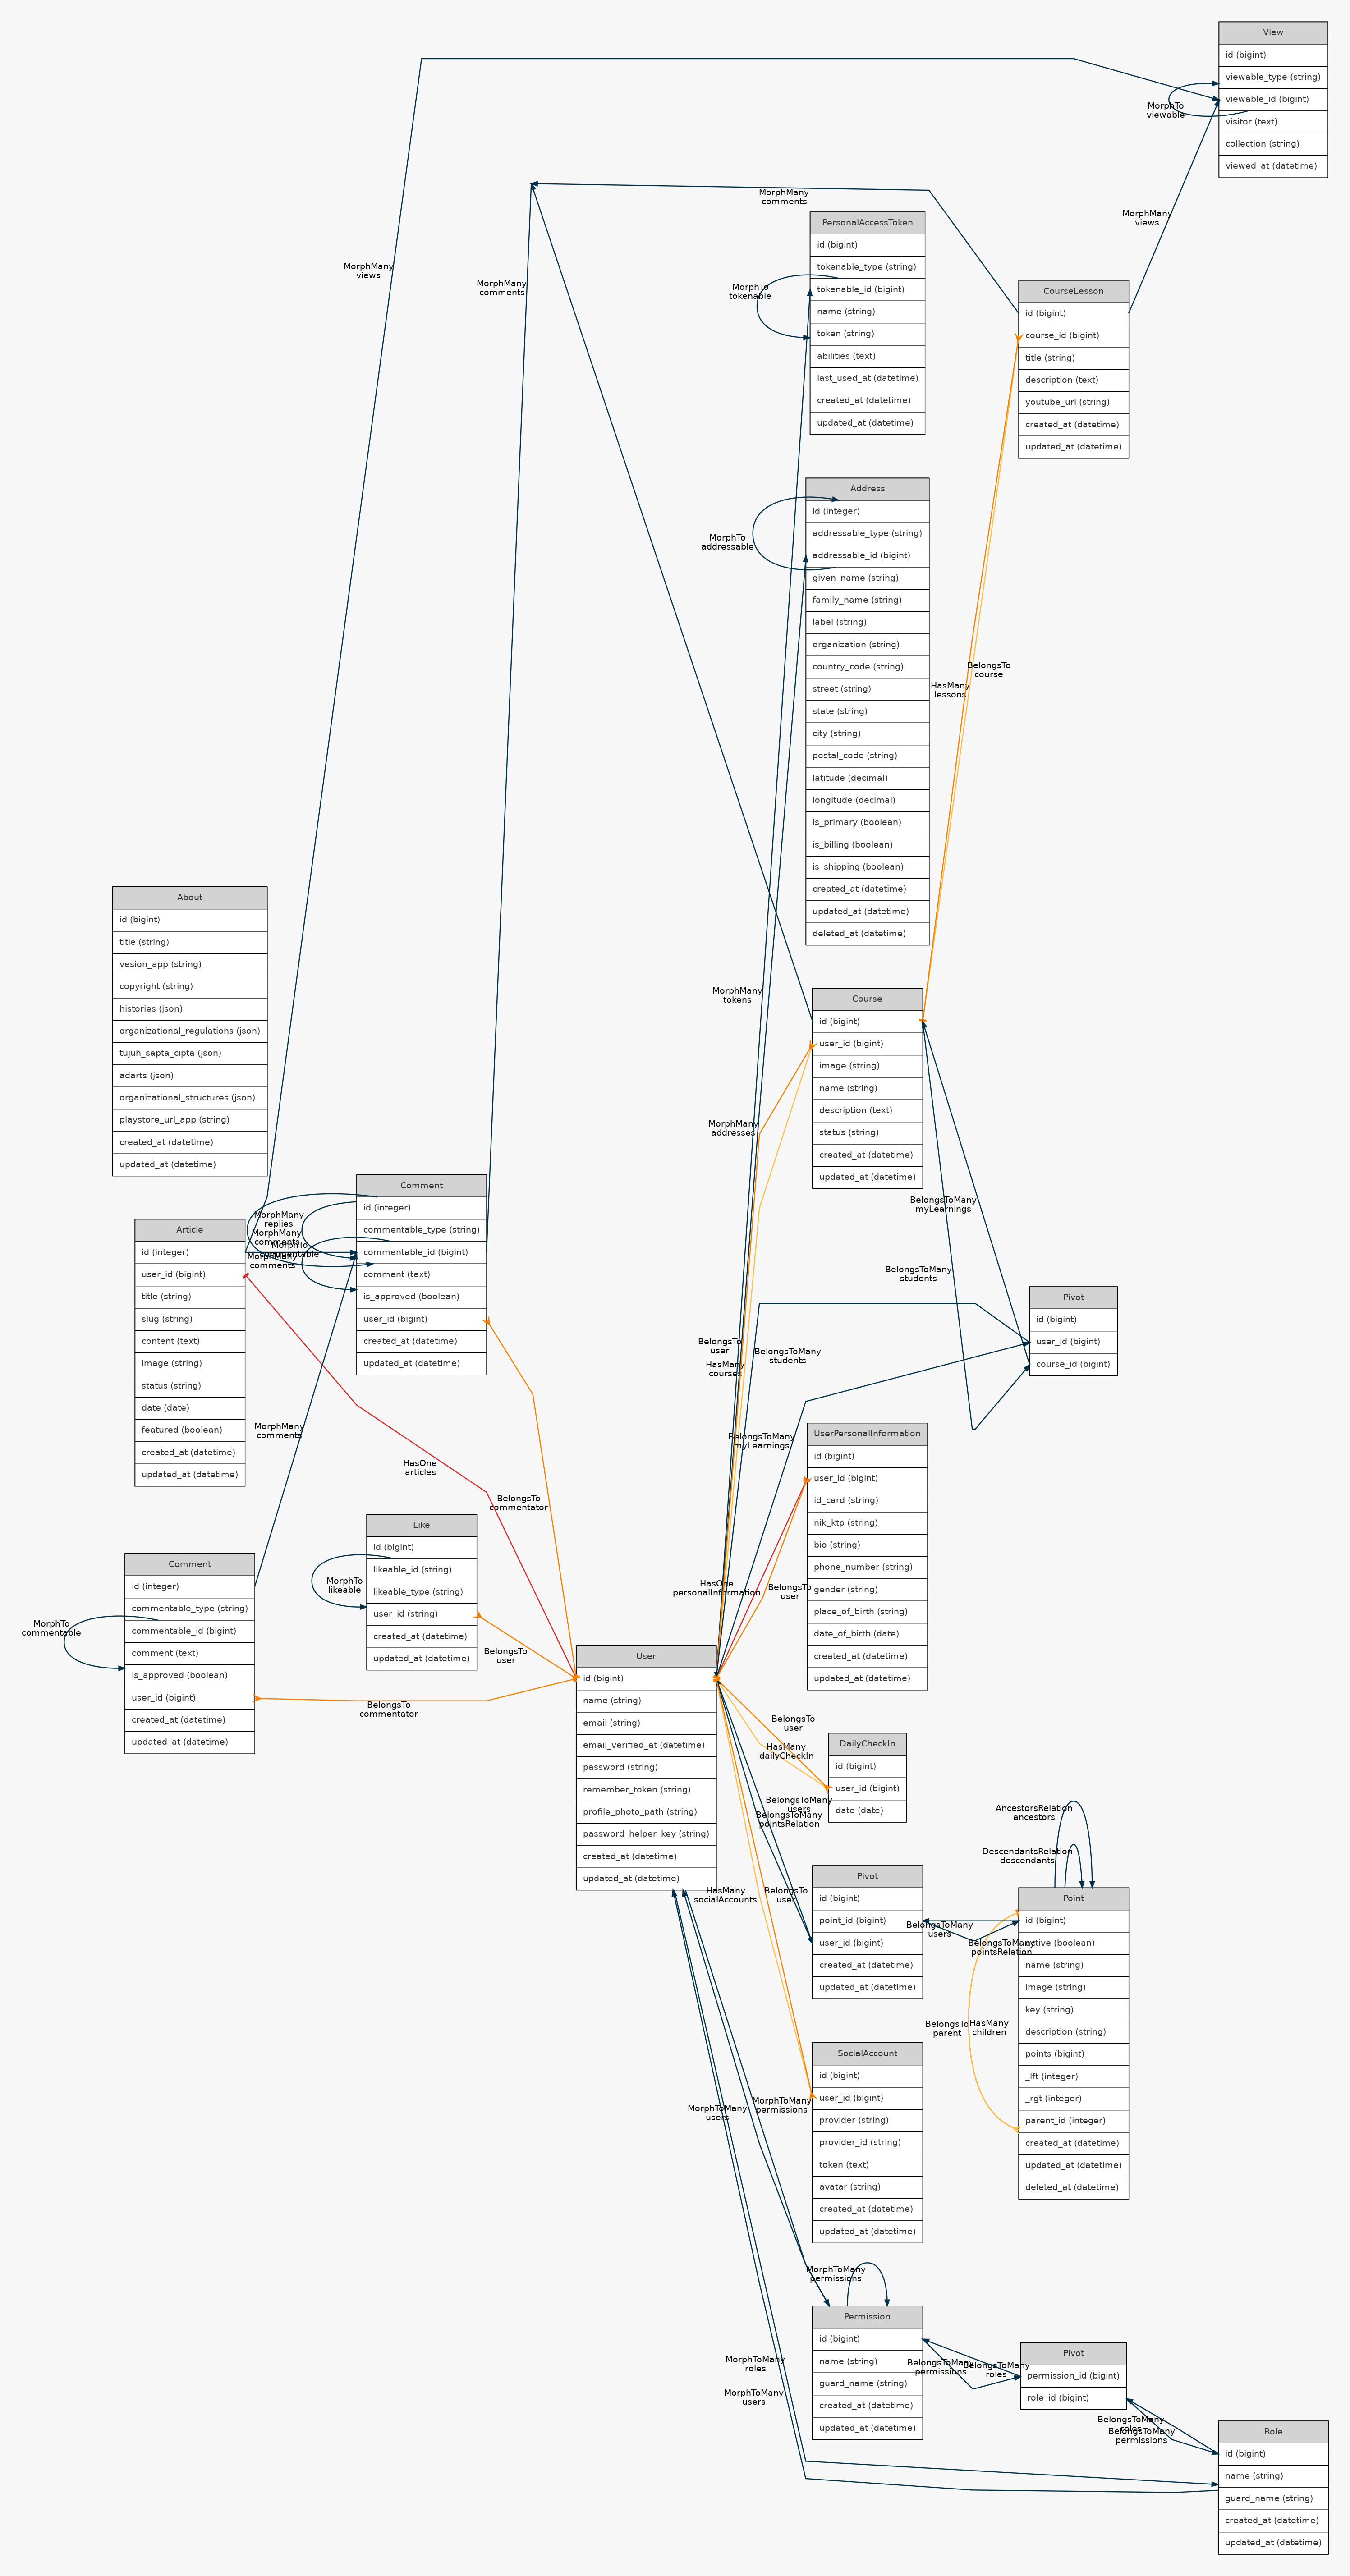 View
id (bigint)
viewable_type (string)
viewable_id (bigint)
visitor (text)
collection (string)
viewed_at (datetime)
MorphTo
viewable
MorphMany
comments
PersonalAccessToken
id (bigint)
tokenable_type (string)
tokenable_id (bigint)
name (string)
token (string)
abilities (text)
last_used_at (datetime)
created_at (datetime)
updated_at (datetime)
MorphTo
tokenable
MorphMany
views
MorphMany
views
MorphMany
comments
CourseLesson
id (bigint)
course_id (bigint)
title (string)
description (text)
youtube_url (string)
created_at (datetime)
updated_at (datetime)
Address
id (integer)
addressable_type (string)
addressable_id (bigint)
given_name (string)
family_name (string)
label (string)
organization (string)
country_code (string)
street (string)
state (string)
city (string)
postal_code (string)
latitude (decimal)
longitude (decimal)
is_primary (boolean)
is_billing (boolean)
is_shipping (boolean)
created_at (datetime)
updated_at (datetime)
deleted_at (datetime)
MorphTo
addressable
BelongsTo
course
HasMany
lessons
About
id (bigint)
title (string)
vesion_app (string)
copyright (string)
histories (json)
organizational_regulations (json)
tujuh_sapta_cipta (json)
adarts (json)
organizational_structures (json)
playstore_url_app (string)
created_at (datetime)
updated_at (datetime)
MorphMany
tokens
Course
id (bigint)
user_id (bigint)
image (string)
name (string)
description (text)
status (string)
created_at (datetime)
updated_at (datetime)
MorphMany
addresses
Comment
id (integer)
commentable_type (string)
commentable_id (bigint)
comment (text)
is_approved (boolean)
user_id (bigint)
created_at (datetime)
updated_at (datetime)
MorphMany
replies
MorphMany
comments
MorphTo
commentable
MorphMany
comments
Article
id (integer)
user_id (bigint)
title (string)
slug (string)
content (text)
image (string)
status (string)
date (date)
featured (boolean)
created_at (datetime)
updated_at (datetime)
BelongsToMany
myLearnings
BelongsToMany
students
Pivot
id (bigint)
user_id (bigint)
course_id (bigint)
BelongsTo
user
HasMany
courses
BelongsToMany
students
BelongsToMany
myLearnings
MorphMany
comments
HasOne
articles
BelongsTo
commentator
UserPersonalInformation
id (bigint)
user_id (bigint)
id_card (string)
nik_ktp (string)
bio (string)
phone_number (string)
gender (string)
place_of_birth (string)
date_of_birth (date)
created_at (datetime)
updated_at (datetime)
Like
id (bigint)
likeable_id (string)
likeable_type (string)
user_id (string)
created_at (datetime)
updated_at (datetime)
MorphTo
likeable
Comment
id (integer)
commentable_type (string)
commentable_id (bigint)
comment (text)
is_approved (boolean)
user_id (bigint)
created_at (datetime)
updated_at (datetime)
MorphTo
commentable
HasOne
personalInformation
BelongsTo
user
BelongsTo
user
BelongsTo
commentator
User
id (bigint)
name (string)
email (string)
email_verified_at (datetime)
password (string)
remember_token (string)
profile_photo_path (string)
password_helper_key (string)
created_at (datetime)
updated_at (datetime)
BelongsTo
user
HasMany
dailyCheckIn
DailyCheckIn
id (bigint)
user_id (bigint)
date (date)
BelongsToMany
users
BelongsToMany
pointsRelation
AncestorsRelation
ancestors
DescendantsRelation
descendants
Pivot
id (bigint)
point_id (bigint)
user_id (bigint)
created_at (datetime)
updated_at (datetime)
HasMany
socialAccounts
BelongsTo
user
BelongsToMany
users
BelongsToMany
pointsRelation
Point
id (bigint)
active (boolean)
name (string)
image (string)
key (string)
description (string)
points (bigint)
_lft (integer)
_rgt (integer)
parent_id (integer)
created_at (datetime)
updated_at (datetime)
deleted_at (datetime)
BelongsTo
parent
HasMany
children
SocialAccount
id (bigint)
user_id (bigint)
provider (string)
provider_id (string)
token (text)
avatar (string)
created_at (datetime)
updated_at (datetime)
MorphToMany
permissions
MorphToMany
users
MorphToMany
permissions
Permission
id (bigint)
name (string)
guard_name (string)
created_at (datetime)
updated_at (datetime)
MorphToMany
roles
MorphToMany
users
BelongsToMany
permissions
BelongsToMany
roles
Pivot
permission_id (bigint)
role_id (bigint)
BelongsToMany
roles
BelongsToMany
permissions
Role
id (bigint)
name (string)
guard_name (string)
created_at (datetime)
updated_at (datetime)